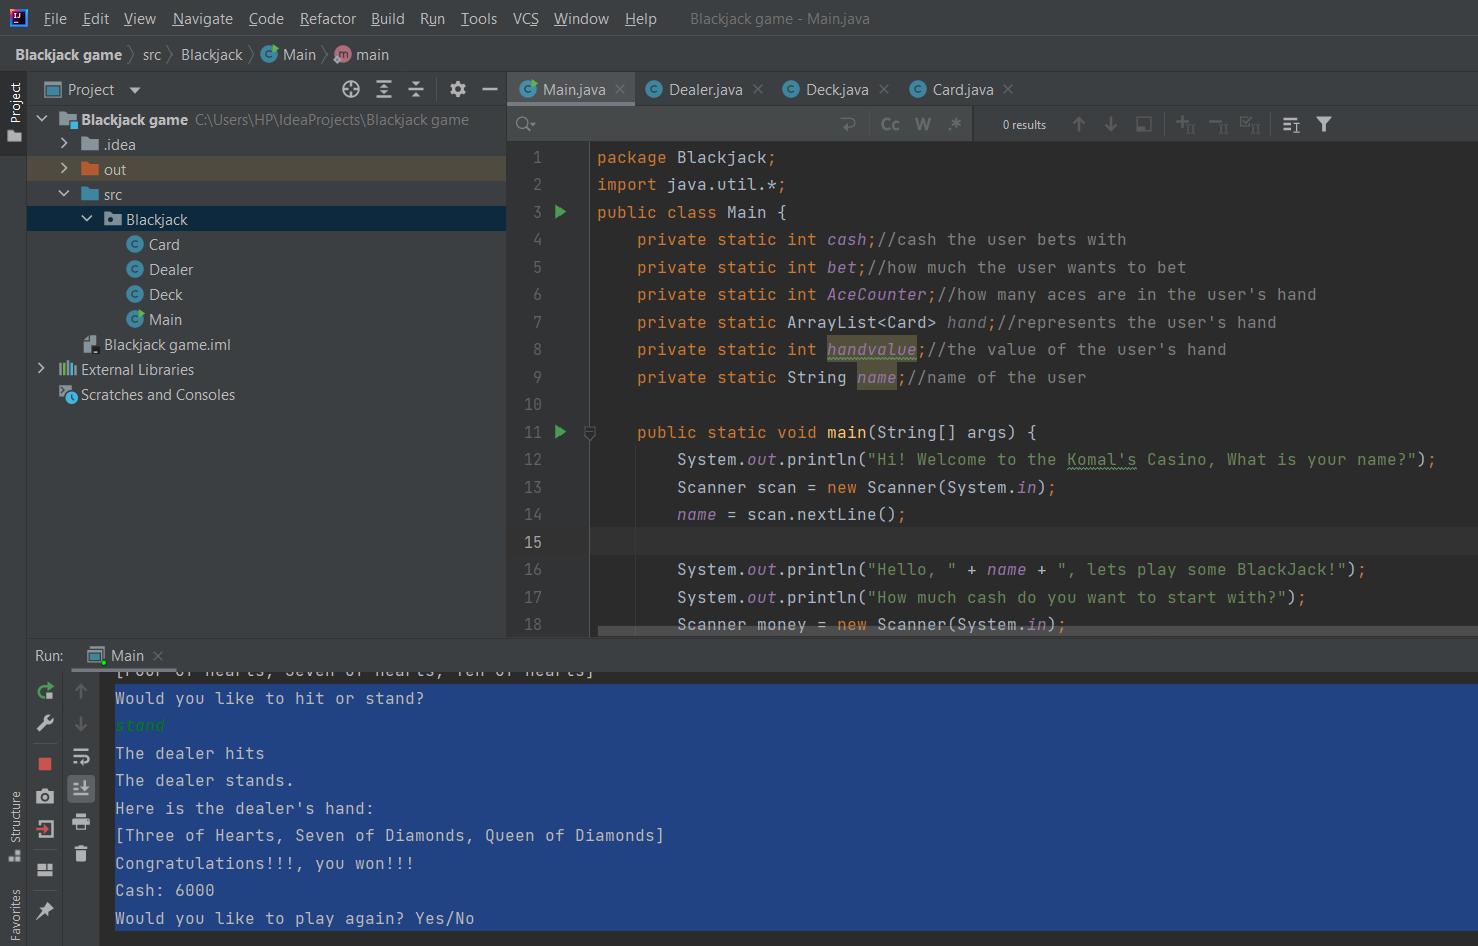 File Edit View Navigate Code Refactor Build Run Tools VCS Window Help Blackjack game - Main.java
Blackjack game src Blackjack Main main
Project
Project
Main.java Dealer.java Deck.java Card.java
Blackjack game C:\Users\HP\IdeaProjects\Blackjack game
.idea
out
src
Blackjack
Card
Dealer
Deck
Main
Blackjack game.iml
External Libraries
Scratches and Consoles
Cc W .* 0 results
1 package Blackjack;
2 import java.util.*;
3 public class Main {
4 private static int cash;//cash the user bets with
5 private static int bet;//how much the user wants to bet
6 private static int AceCounter;//how many aces are in the user's hand
7 private static ArrayList<Card> hand;//represents the user's hand
8 private static int handvalue;//the value of the user's hand
9 private static String name;//name of the user
10
11 public static void main(String[] args) {
12 System.out.println("Hi! Welcome to the Komal's Casino, What is your name?");
13 Scanner scan = new Scanner(System.in);
14 name = scan.nextLine();
15
16 System.out.println("Hello, " + name + ", lets play some BlackJack!");
17 System.out.println("How much cash do you want to start with?");
18 Scanner money = new Scanner(System.in);
Run: Main
[Four of Hearts, Seven of Hearts, Ten of Hearts]
Would you like to hit or stand?
stand
The dealer hits
The dealer stands.
Here is the dealer's hand:
[Three of Hearts, Seven of Diamonds, Queen of Diamonds]
Congratulations!!!, you won!!!
Cash: 6000
Would you like to play again? Yes/No
Structure
Favorites